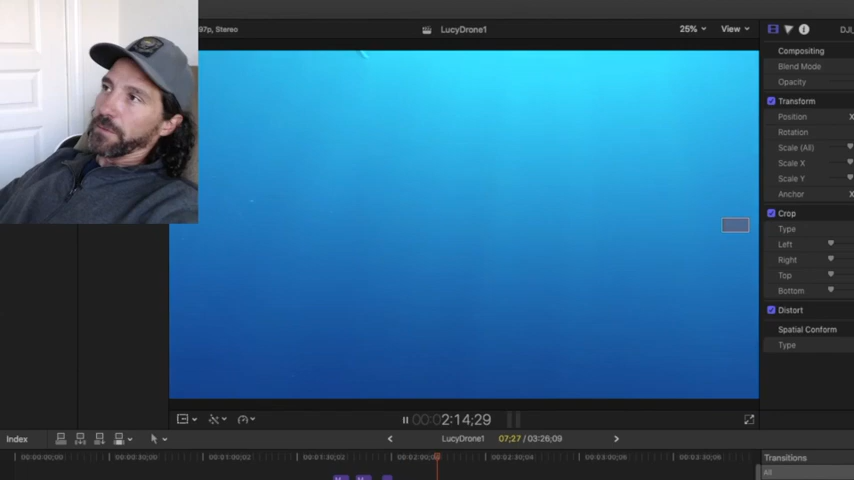 97p, Stereo
LucyDrone1
25%
View
DJI_
Compositing
Blend Mode
Opacity
Transform
Position
X
Rotation
Scale (All)
Scale X
Scale Y
Anchor
X
Crop
Type
Left
Right
Top
Bottom
Distort
Spatial Conform
Type
00:00:02:14;29
Index
LucyDrone1
07;27 / 03:26;09
00:00:00;00
00:00:30;00
00:01:00;02
00:01:30;02
00:02:00;04
00:02:30;04
00:03:00;06
00:03:30;06
Transitions
All